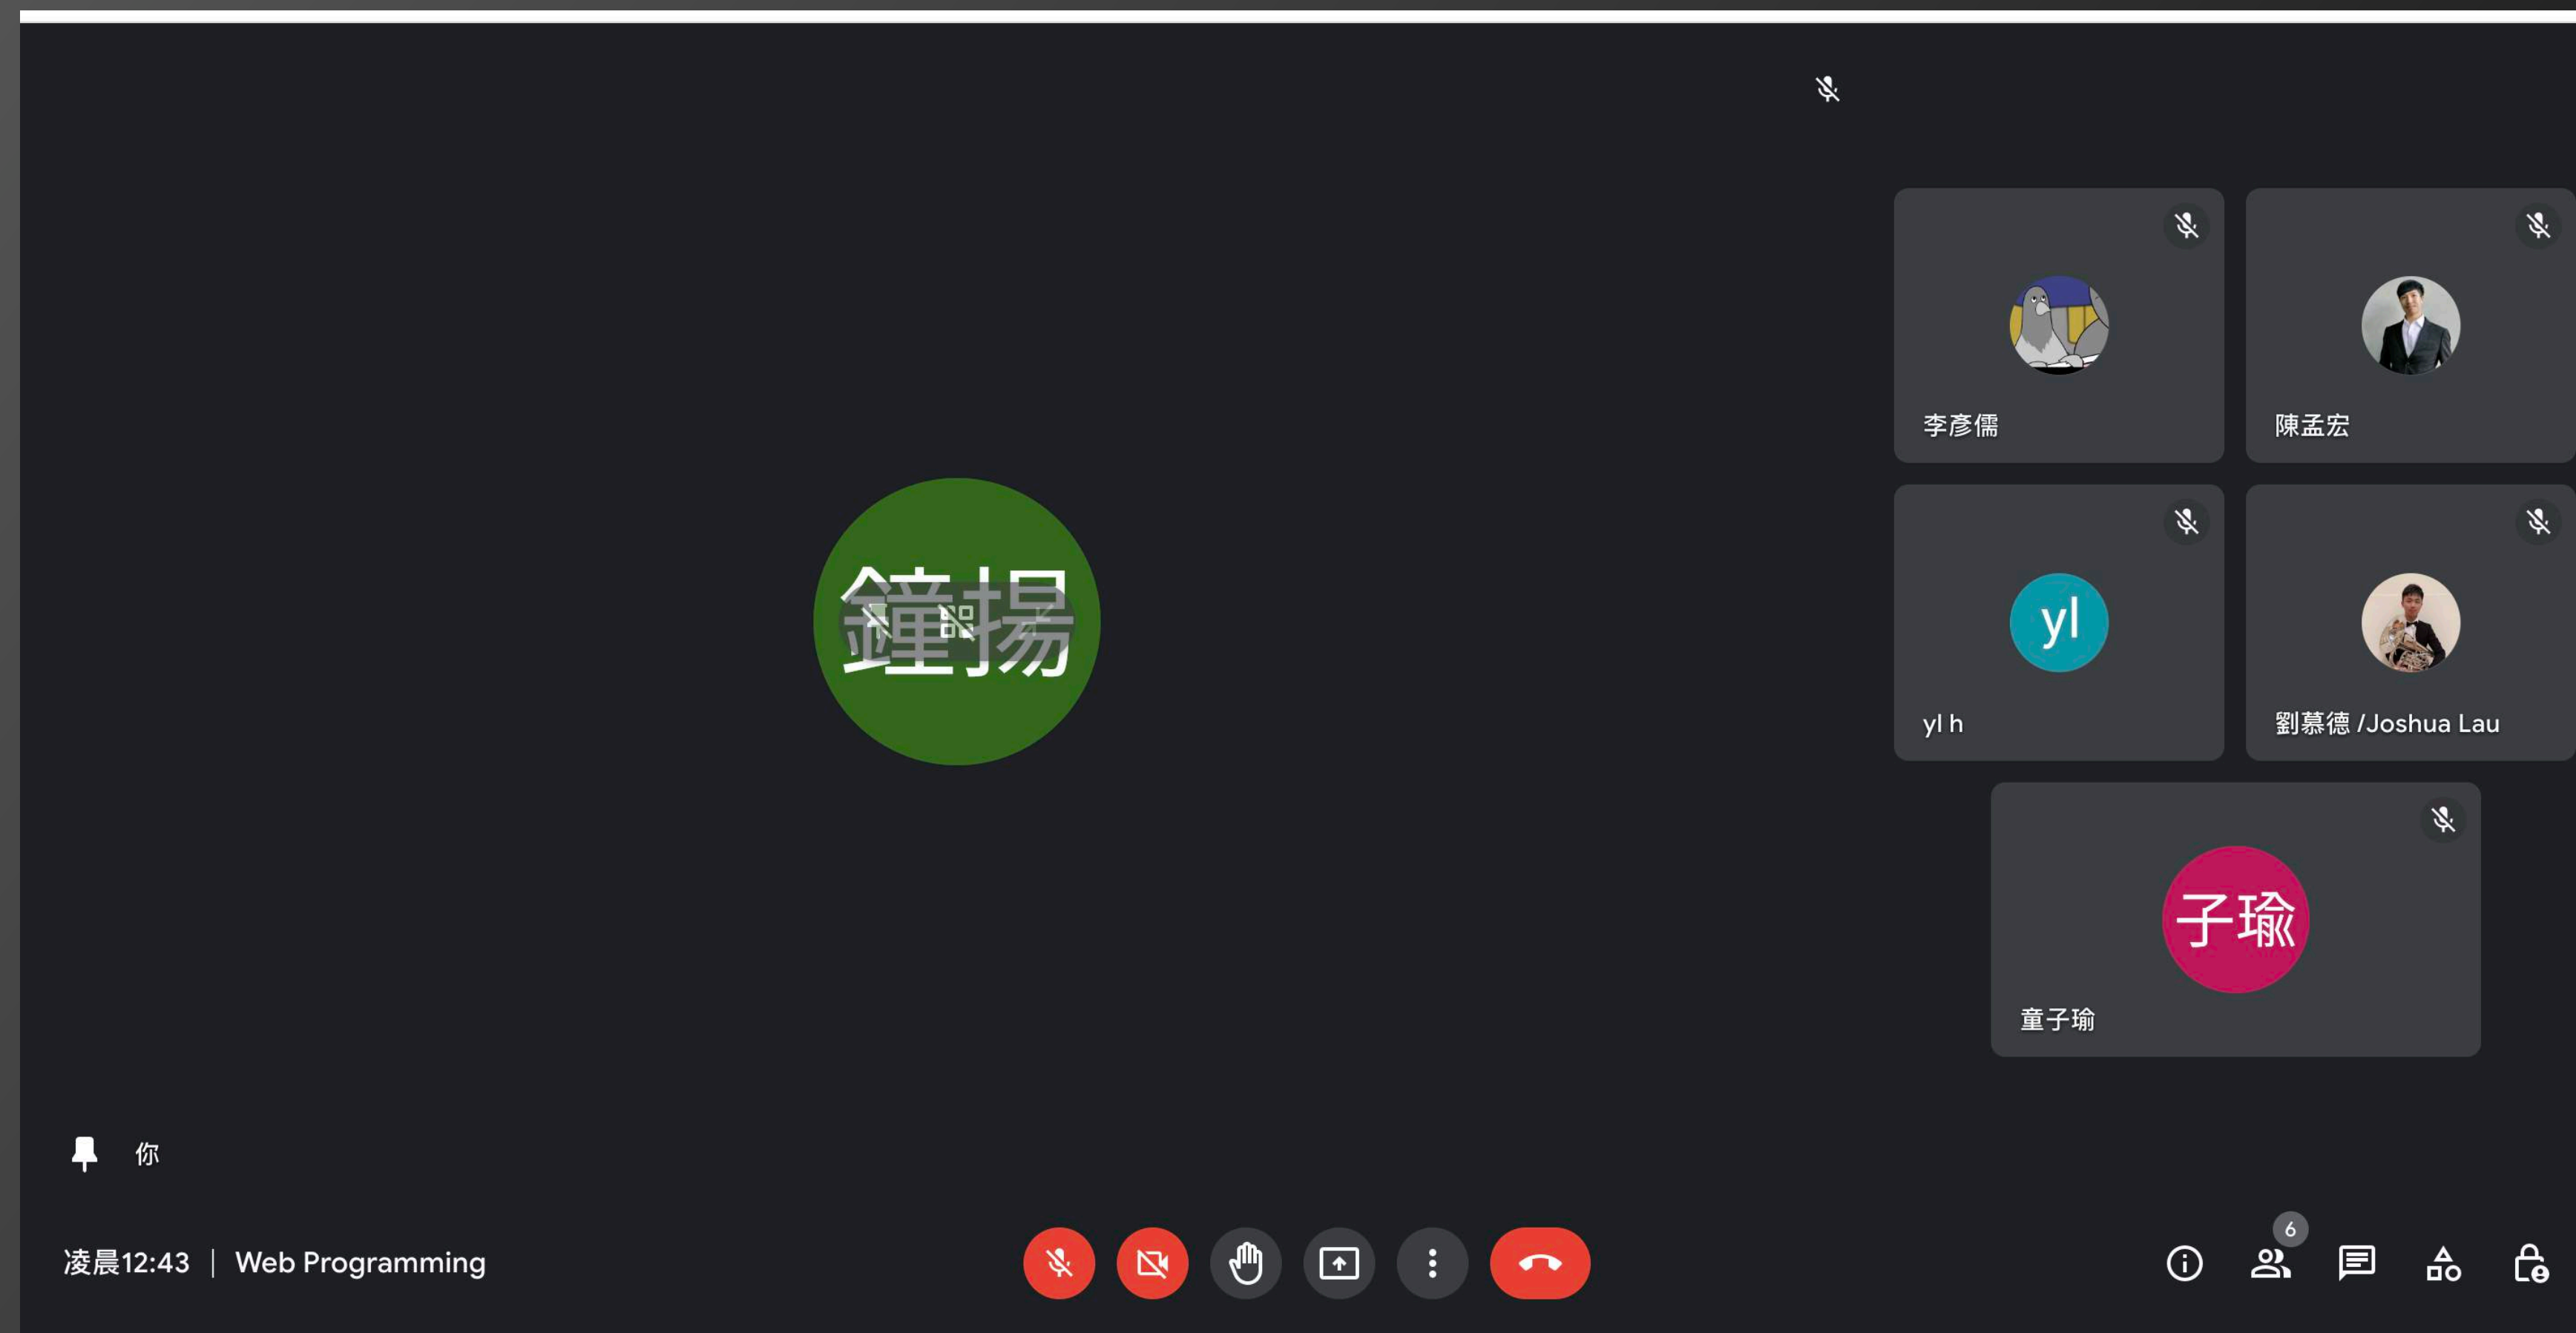 鐘揚
李彥儒
陳孟宏
yl
yl h
劉慕德 /Joshua Lau
子瑜
童子瑜
你
凌晨12:43 | Web Programming
6